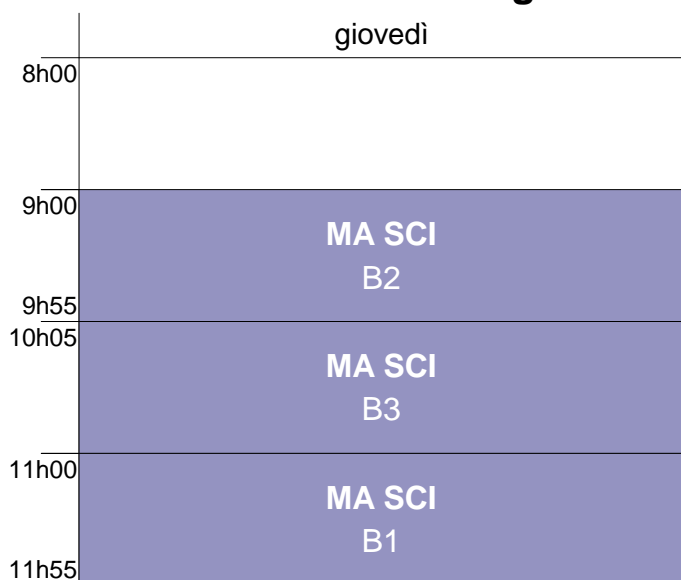 giovedì
8h00
9h00
MA SCI
B2
9h55
10h05
MA SCI
B3
11h00
MA SCI
B1
11h55